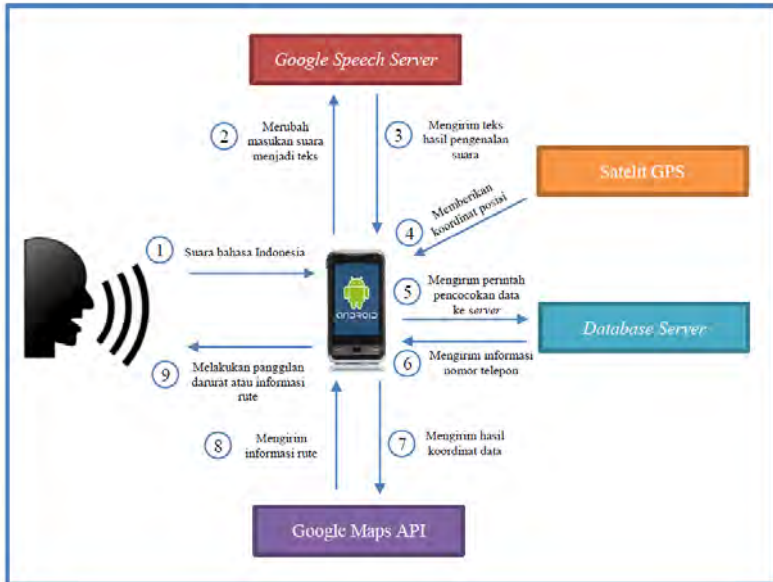 Google Speech Server
2
Merubah
masukan suara
menjadi teks
3
Mengirim teks
hasil pengenalan
suara
Satelit GPS
4
Memberikan
koordinat posisi
1
Suara bahasa Indonesia
ANDROID
5
Mengirim perintah
pencocokan data
ke server
Database Server
6
Mengirim informasi
nomor telepon
9
Melakukan panggilan
darurat atau informasi
rute
8
Mengirim
informasi rute
7
Mengirim hasil
koordinat data
Google Maps API